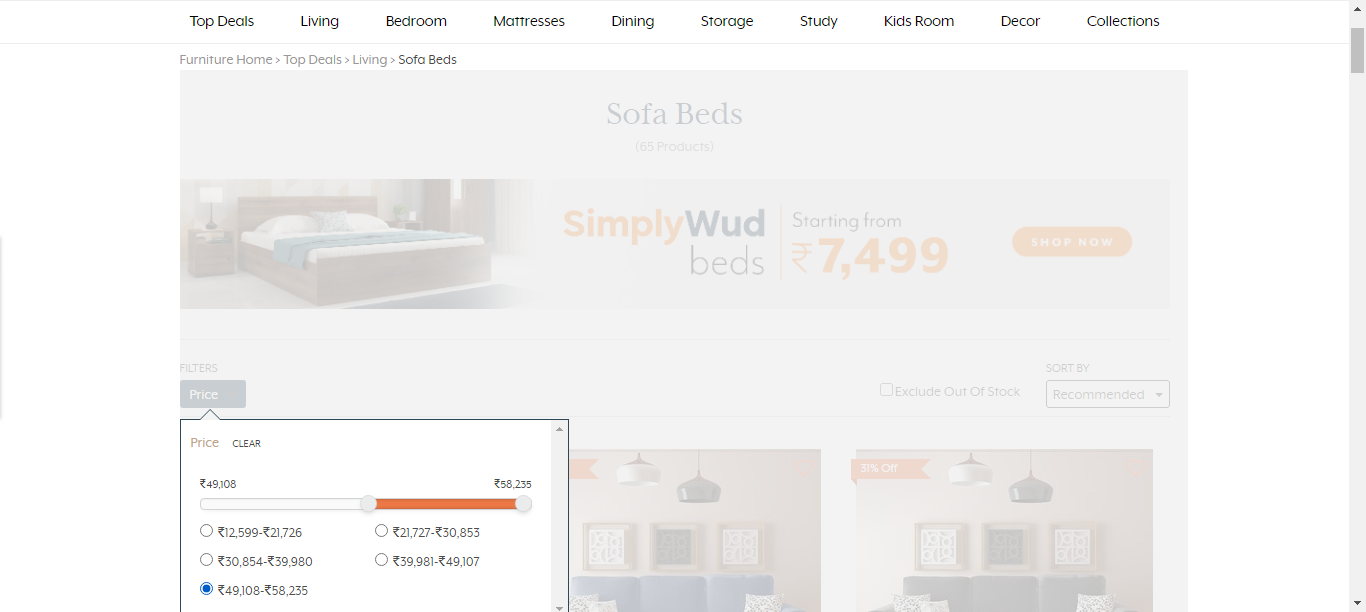 Top Deals Living Bedroom Mattresses Dining Storage Study Kids Room Decor Collections
Furniture Home > Top Deals > Living > Sofa Beds
Sofa Beds
(65 Products)
SimplyWud
beds
Starting from
₹7,499
SHOP NOW
FILTERS
Price
Exclude Out Of Stock
SORT BY
Recommended
Price CLEAR
₹49,108 ₹58,235
₹12,599-₹21,726 ₹21,727-₹30,853
₹30,854-₹39,980 ₹39,981-₹49,107
₹49,108-₹58,235
31% Off